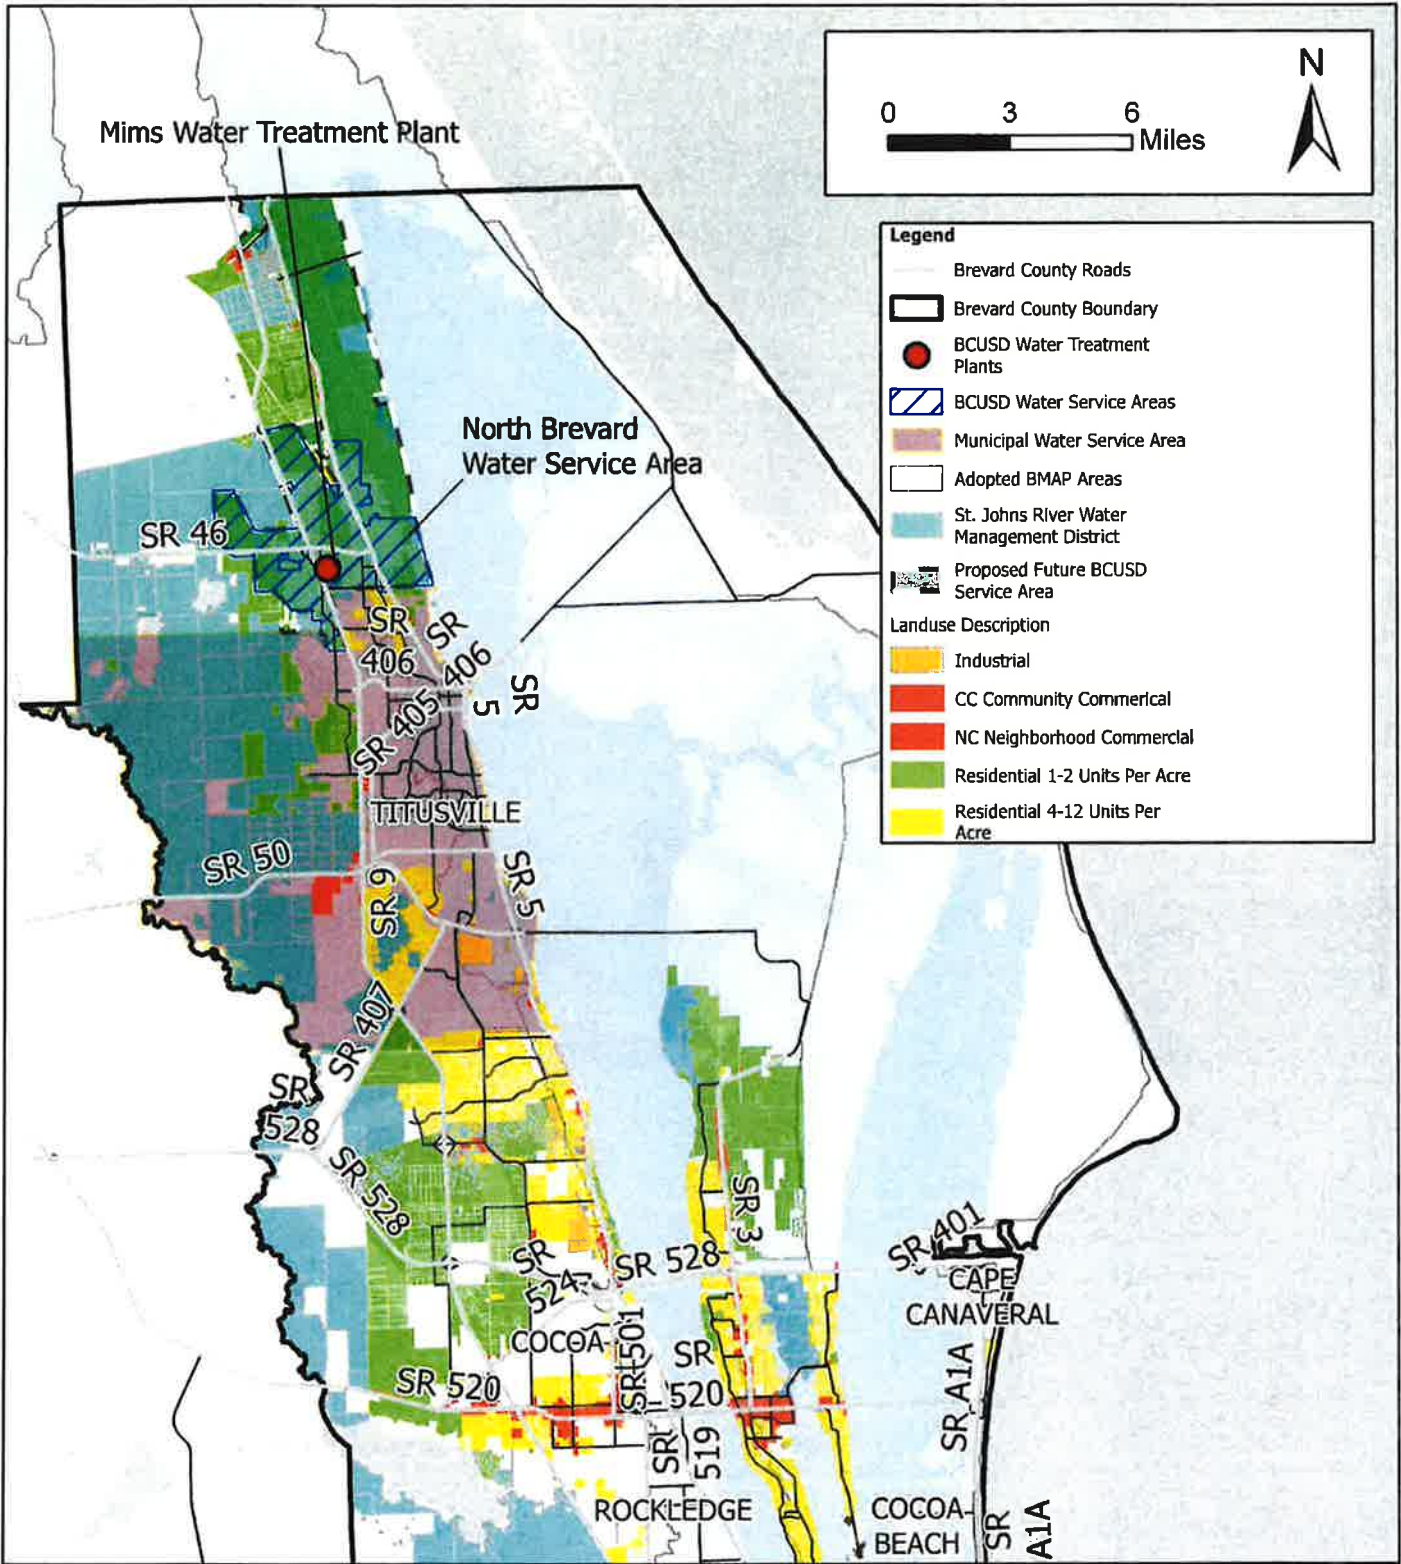 N
0 3 6
Miles
Mims Water Treatment Plant
Legend
Brevard County Roads
Brevard County Boundary
BCUSD Water Treatment
Plants
BCUSD Water Service Areas
Municipal Water Service Area
Adopted BMAP Areas
St. Johns River Water
Management District
Proposed Future BCUSD
Service Area
Landuse Description
Industrial
CC Community Commerical
NC Neighborhood Commercial
Residential 1-2 Units Per Acre
Residential 4-12 Units Per
Acre
North Brevard
Water Service Area
SR 46
SR
406
SR
406
SR
5
SR 405
TITUSVILLE
SR 50
SR 9
SR 5
SR 407
SR
528
SR 528
SR 3
SR 401
SR
524
SR 528
CAPE
CANAVERAL
COCOA
SR 501
SR
520
SR 520
SR A1A
SR
519
ROCKLEDGE
COCOA
BEACH
SR
A1A